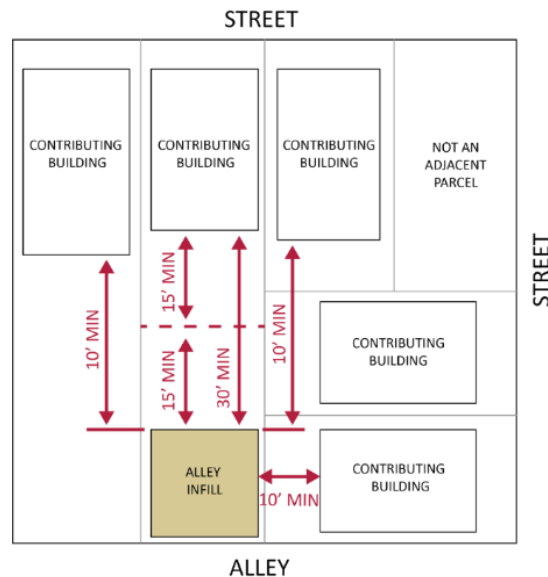 STREET
CONTRIBUTING
BUILDING
CONTRIBUTING
BUILDING
CONTRIBUTING
BUILDING
NOT AN
ADJACENT
PARCEL
STREET
15' MIN
10' MIN
15' MIN
30' MIN
10' MIN
CONTRIBUTING
BUILDING
ALLEY
INFILL
10' MIN
CONTRIBUTING
BUILDING
ALLEY